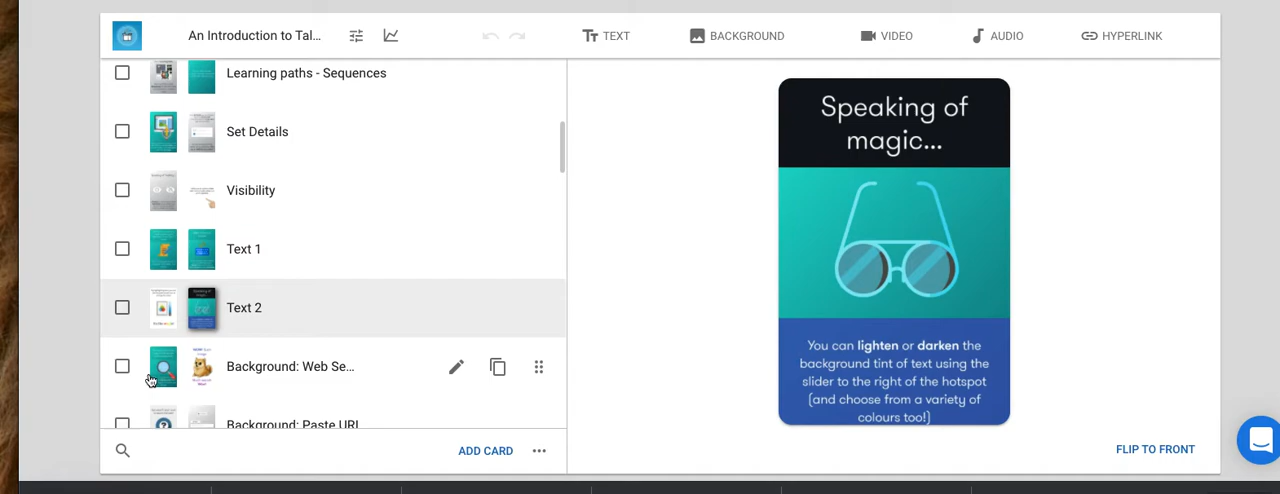 An Introduction to Tal...
TEXT
BACKGROUND
VIDEO
AUDIO
HYPERLINK
Learning paths - Sequences
Set Details
Visibility
Text 1
Text 2
Background: Web Se...
Background: Paste URL
ADD CARD
Speaking of
magic...
You can lighten or darken the
background tint of text using the
slider to the right of the hotspot
(and choose from a variety of
colours too!)
FLIP TO FRONT